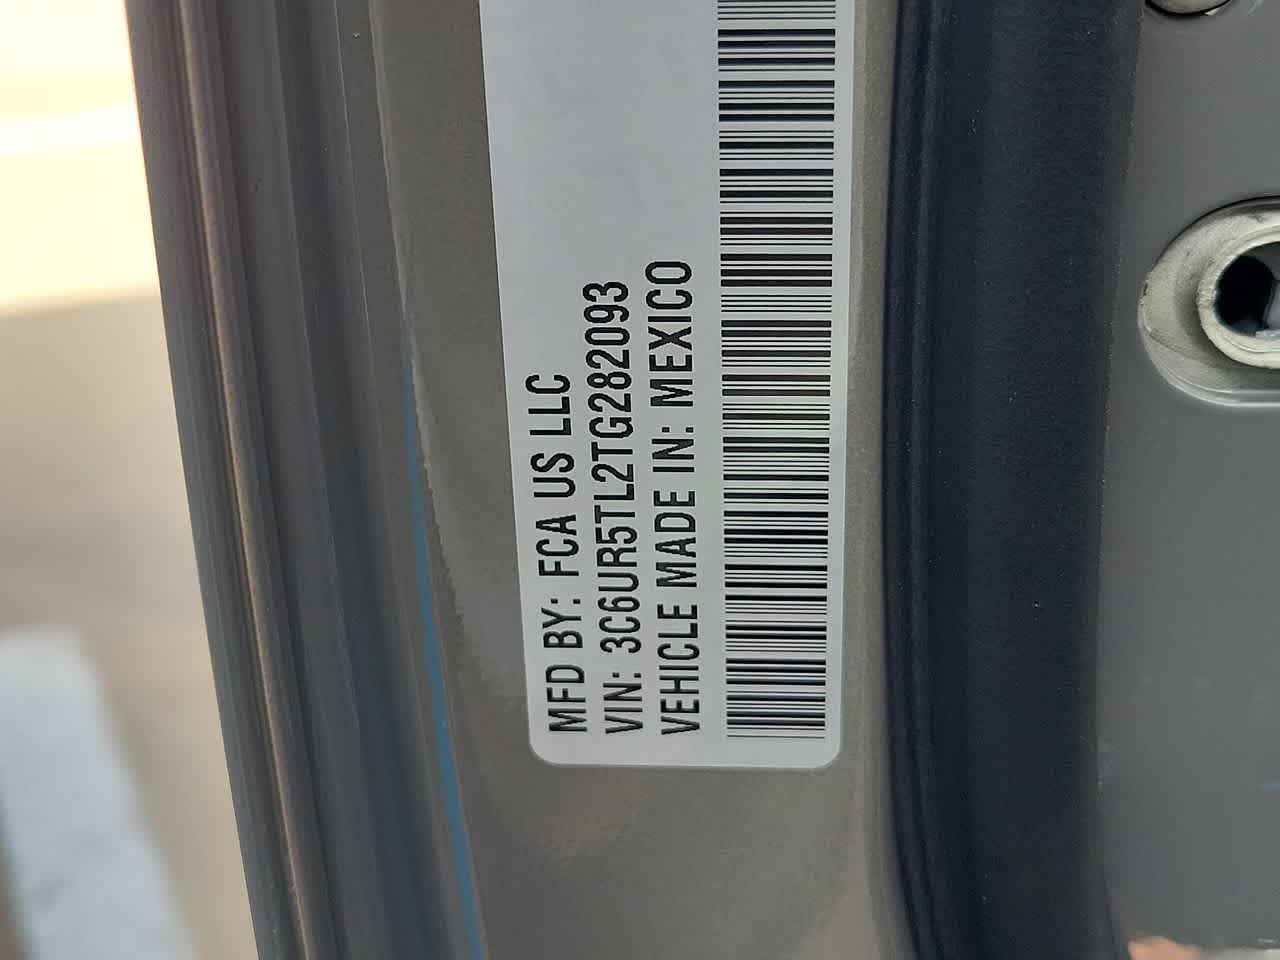 MFD BY: FCA US LLC
VIN: 3C6UR5TL2TG282093
VEHICLE MADE IN: MEXICO